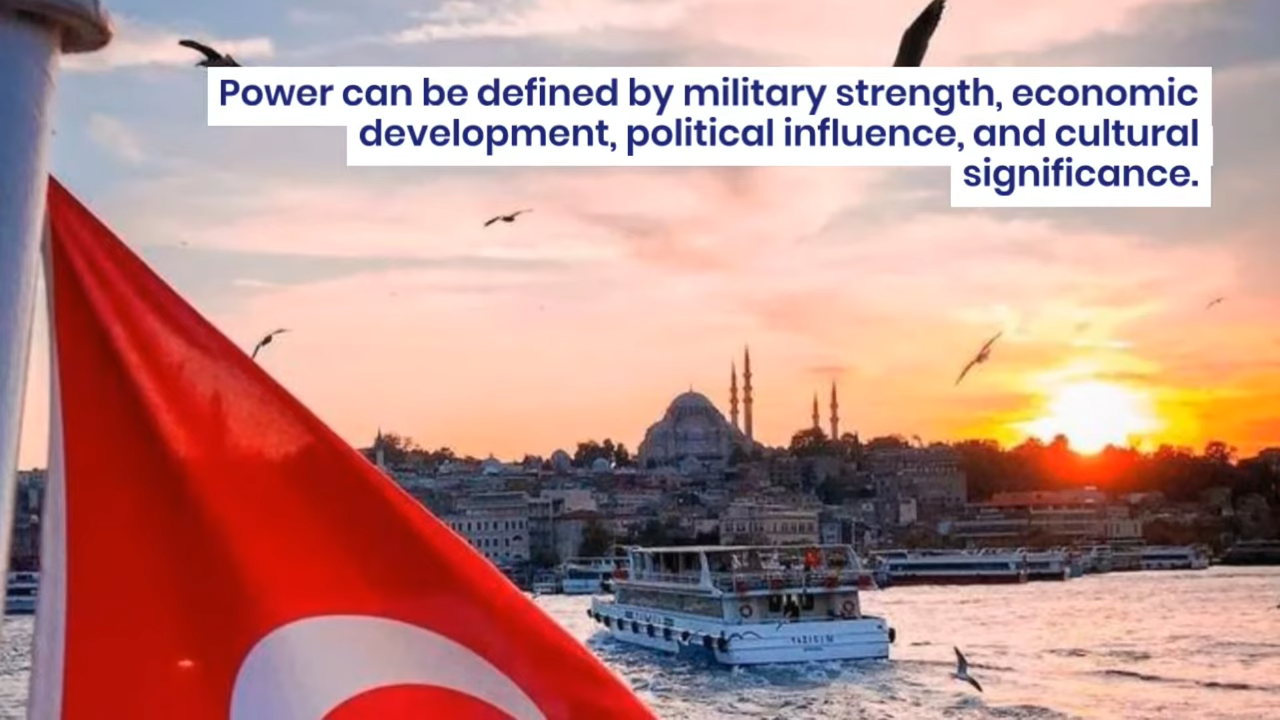 Power can be defined by military strength, economic
development, political influence, and cultural
significance.